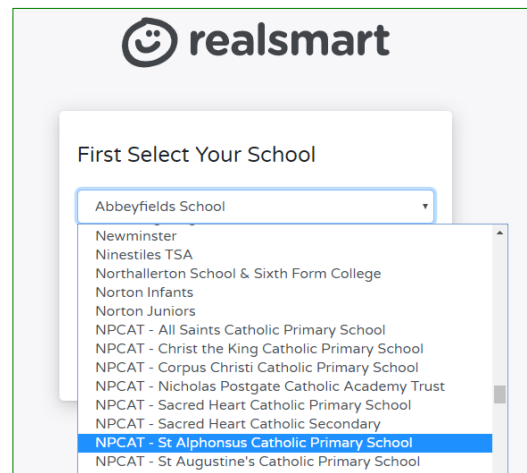 realsmart
First Select Your School
Abbeyfields School
Newminster
Ninestiles TSA
Northallerton School & Sixth Form College
Norton Infants
Norton Juniors
NPCAT - All Saints Catholic Primary School
NPCAT - Christ the King Catholic Primary School
NPCAT - Corpus Christi Catholic Primary School
NPCAT - Nicholas Postgate Catholic Academy Trust
NPCAT - Sacred Heart Catholic Primary School
NPCAT - Sacred Heart Catholic Secondary
NPCAT - St Alphonsus Catholic Primary School
NPCAT - St Augustine's Catholic Primary School